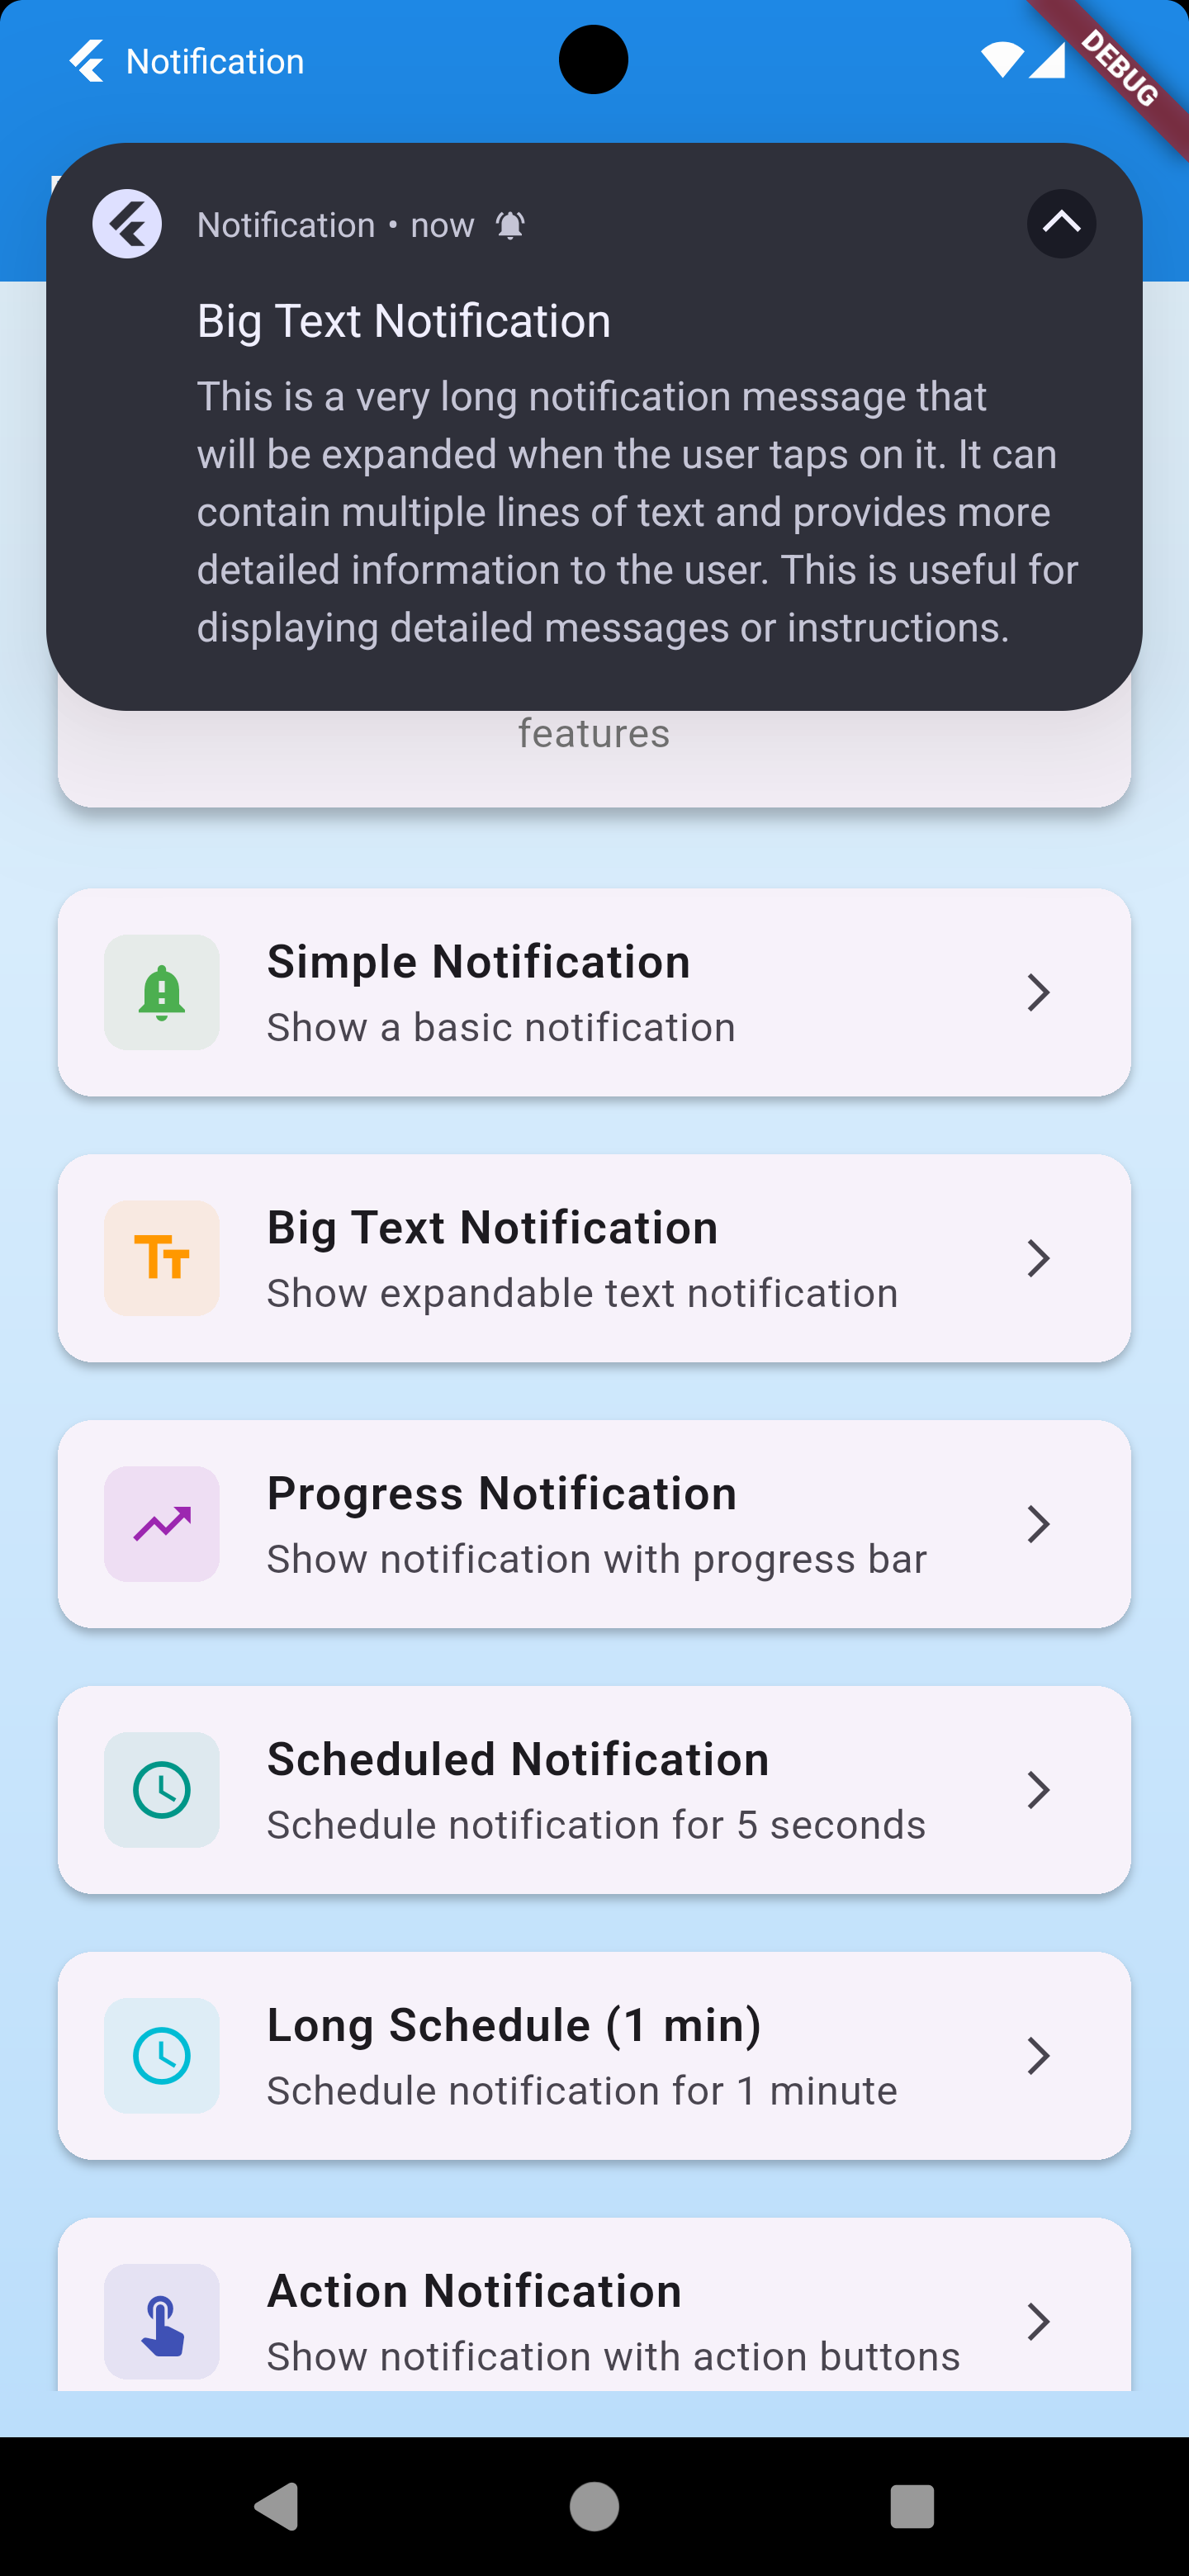 Notification
DEBUG
Notification • now
Big Text Notification
This is a very long notification message that
will be expanded when the user taps on it. It can
contain multiple lines of text and provides more
detailed information to the user. This is useful for
displaying detailed messages or instructions.
features
Simple Notification
Show a basic notification
Big Text Notification
Show expandable text notification
Progress Notification
Show notification with progress bar
Scheduled Notification
Schedule notification for 5 seconds
Long Schedule (1 min)
Schedule notification for 1 minute
Action Notification
Show notification with action buttons